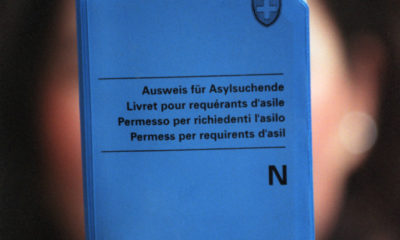 Ausweis für Asylsuchende
Livret pour requérants d'asile
Permesso per richiedenti l'asilo
Permess per requirents d'asil
N